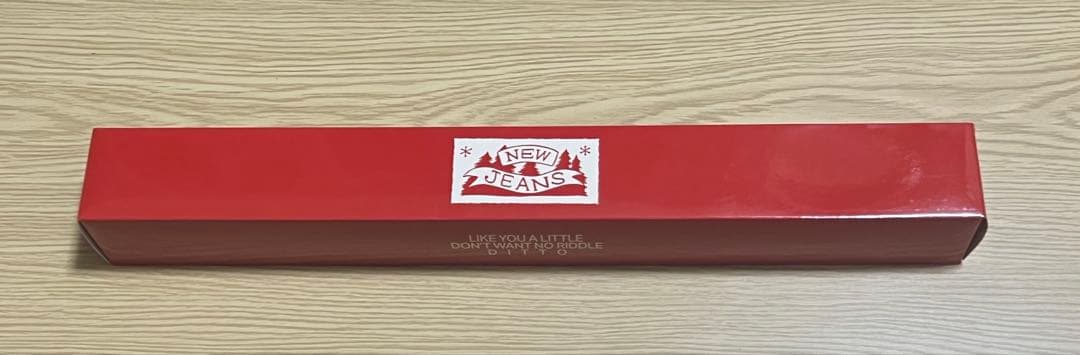 NEW
JEANS
LIKE YOU A LITTLE
DON'T WANT NO RIDDLE
DITTO